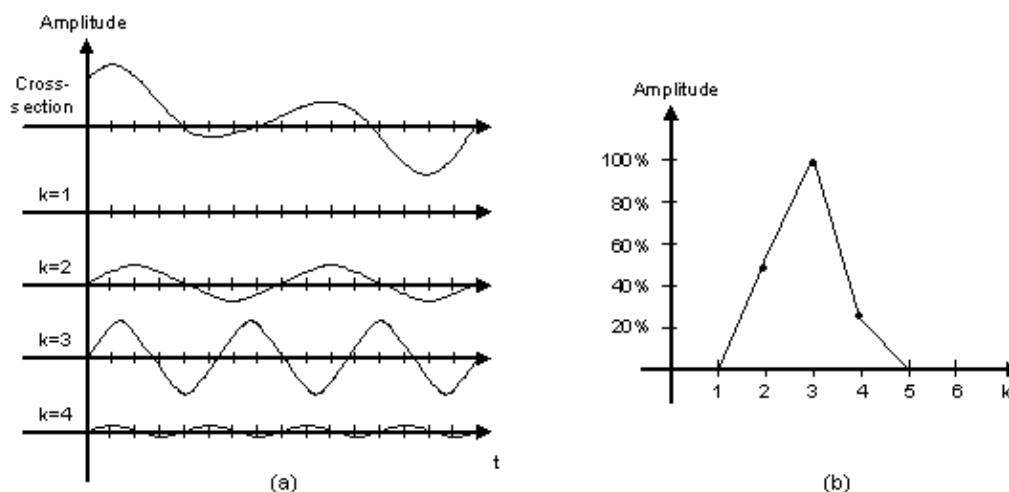 Amplitude
Cross-
section
k=1
k=2
k=3
k=4
t
(a)
Amplitude
100%
80%
60%
40%
20%
1 2 3 4 5 6 k
(b)